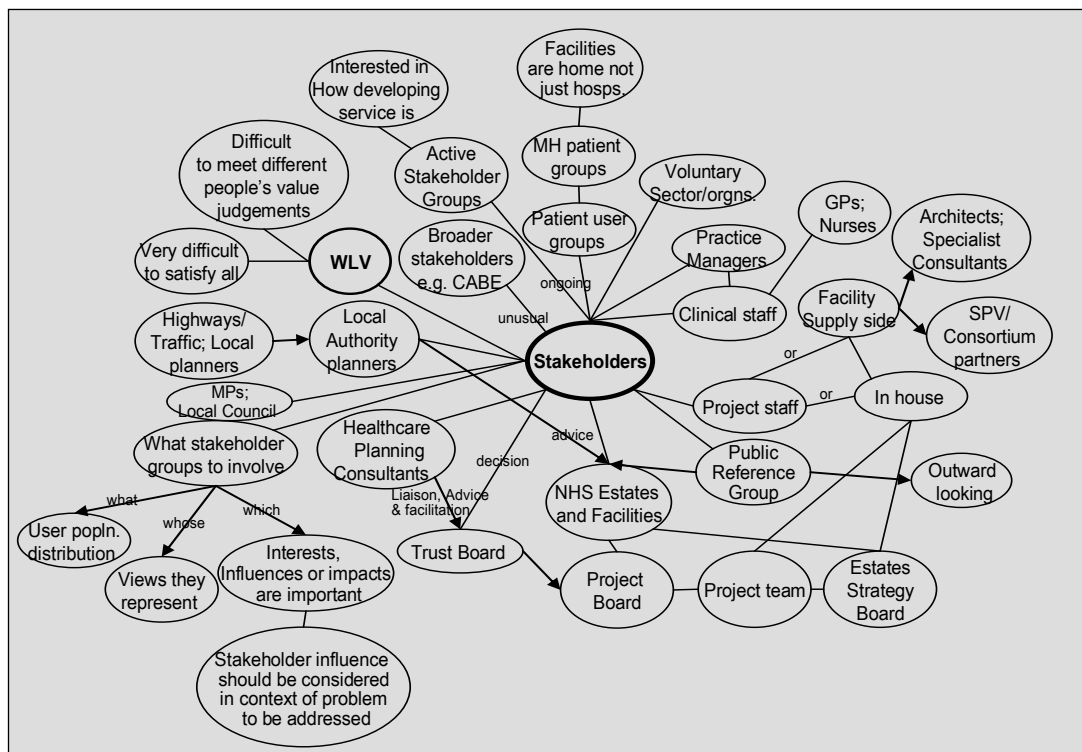 Facilities
are home not
just hosps.
Interested in
How developing
service is
Difficult
to meet different
people's value
judgements
Active
Stakeholder
Groups
MH patient
groups
Voluntary
Sector/orgns.
GPs;
Nurses
Architects;
Specialist
Consultants
Very difficult
to satisfy all
WLV
Broader
stakeholders
e.g. CABE
Patient user
groups
Practice
Managers
ongoing
unusual
Clinical staff
Facility
Supply side
SPV/
Consortium
partners
Highways/
Traffic; Local
planners
Local
Authority
planners
Stakeholders
or
or
Project staff
In house
MPs;
Local Council
What stakeholder
groups to involve
Healthcare
Planning
Consultants
advice
decision
Public
Reference
Group
Outward
looking
what
whose
which
Liaison, Advice
& facilitation
NHS Estates
and Facilities
User popln.
distribution
Views they
represent
Interests,
Influences or impacts
are important
Trust Board
Project
Board
Project team
Estates
Strategy
Board
Stakeholder influence
should be considered
in context of problem
to be addressed